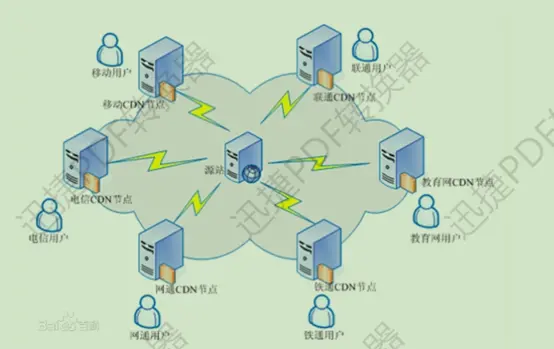 移动用户
联通用户
移动CDN节点
联通CDN节点
源站
电信CDN节点
教育网CDN节点
电信用户
教育网用户
网通CDN节点
铁通CDN节点
网通用户
铁通用户
Baidu百科
迅捷PDF转换器
迅捷PDF转换器
迅捷PDF转换器